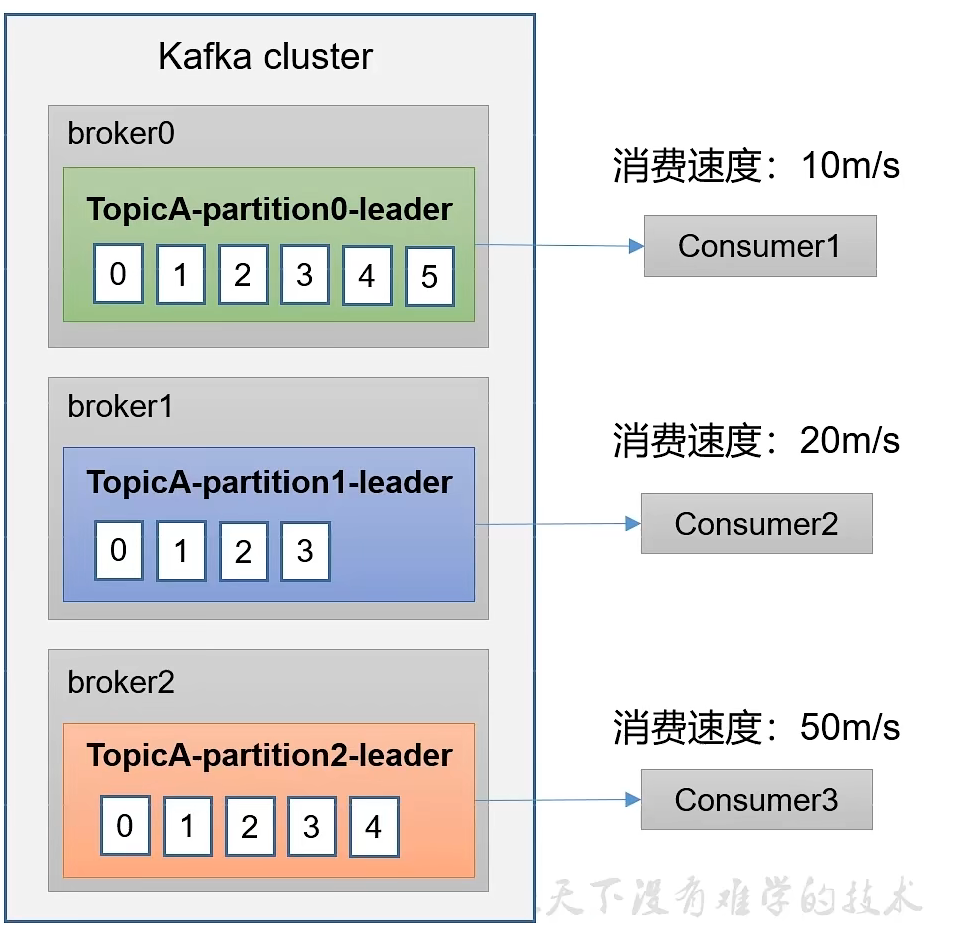 Kafka cluster
broker0
TopicA-partition0-leader
0 1 2 3 4 5
消费速度：10m/s
Consumer1
broker1
TopicA-partition1-leader
0 1 2 3
消费速度：20m/s
Consumer2
broker2
TopicA-partition2-leader
0 1 2 3 4
消费速度：50m/s
Consumer3
天下没有难学的技术